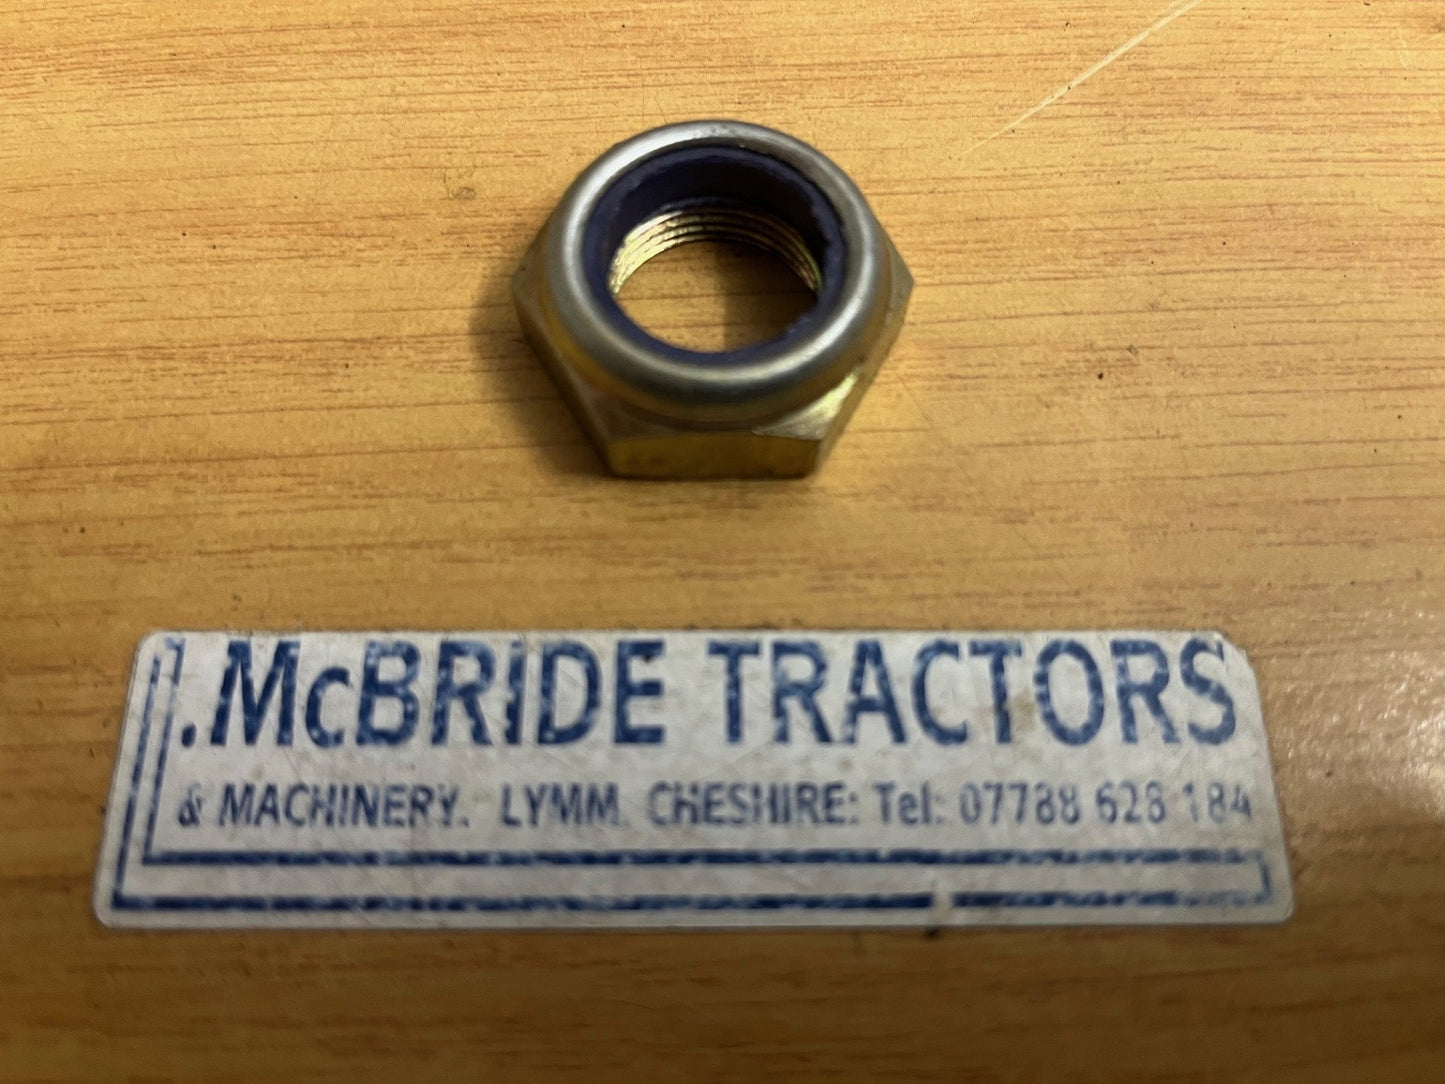 .McBRIDE TRACTORS
& MACHINERY. LYMM. CHESHIRE: Tel: 07788 628 184